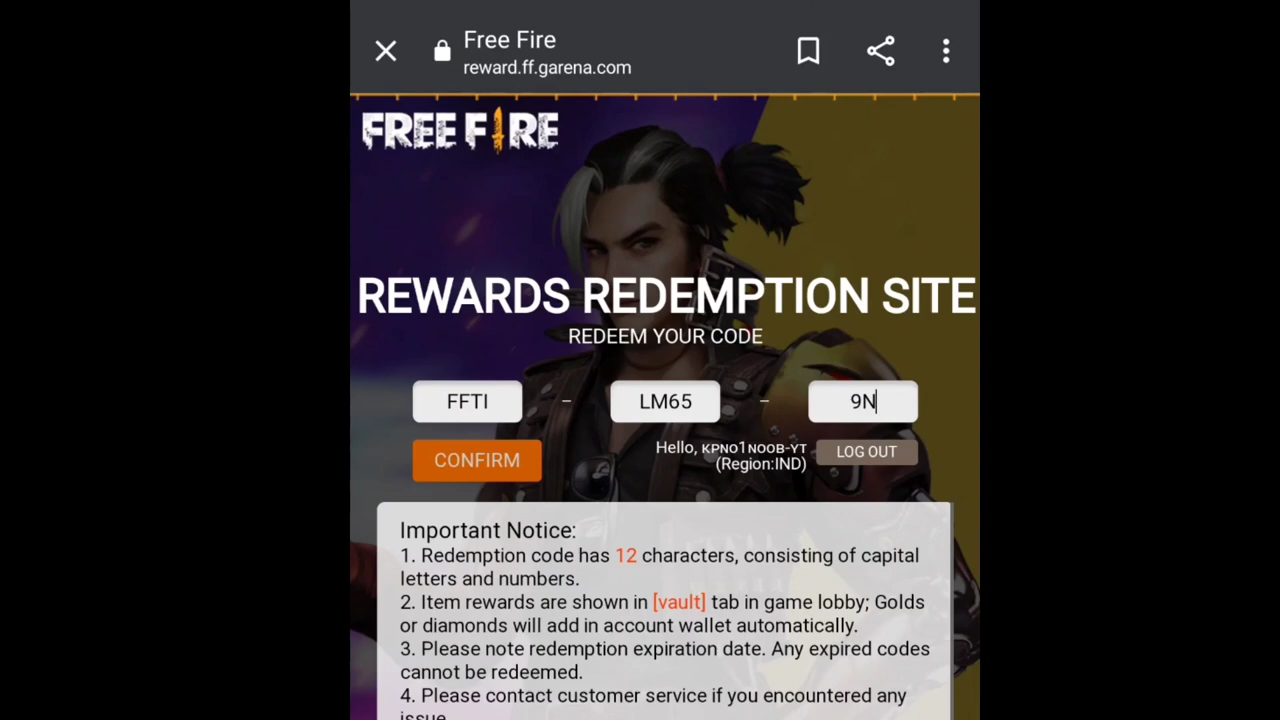 Free Fire
reward.ff.garena.com
FREE FIRE
REWARDS REDEMPTION SITE
REDEEM YOUR CODE
FFTI – LM65 – 9N
CONFIRM
Hello, ᴋᴘɴᴏ1ɴᴏᴏʙ-ʏᴛ
(Region:IND)
LOG OUT
Important Notice:
1. Redemption code has 12 characters, consisting of capital
letters and numbers.
2. Item rewards are shown in [vault] tab in game lobby; Golds
or diamonds will add in account wallet automatically.
3. Please note redemption expiration date. Any expired codes
cannot be redeemed.
4. Please contact customer service if you encountered any
issue